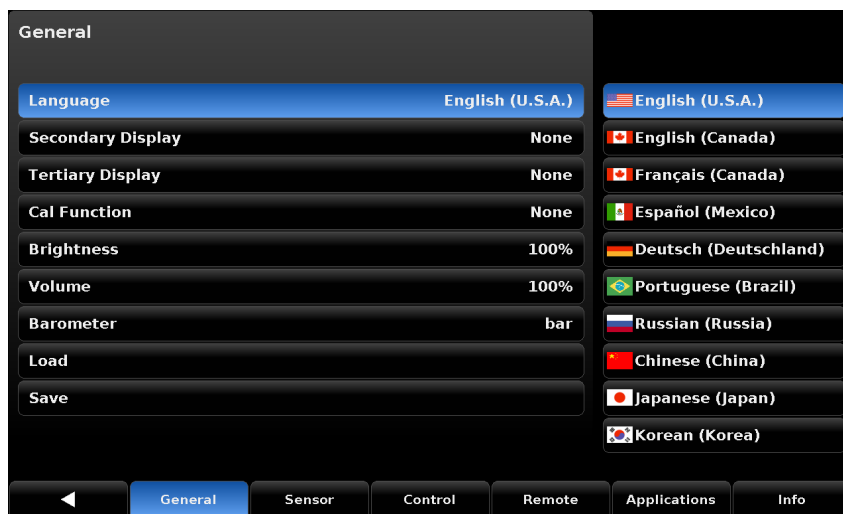 General
Language English (U.S.A.)
Secondary Display None
Tertiary Display None
Cal Function None
Brightness 100%
Volume 100%
Barometer bar
Load
Save
English (U.S.A.)
English (Canada)
Français (Canada)
Español (Mexico)
Deutsch (Deutschland)
Portuguese (Brazil)
Russian (Russia)
Chinese (China)
Japanese (Japan)
Korean (Korea)
General Sensor Control Remote Applications Info